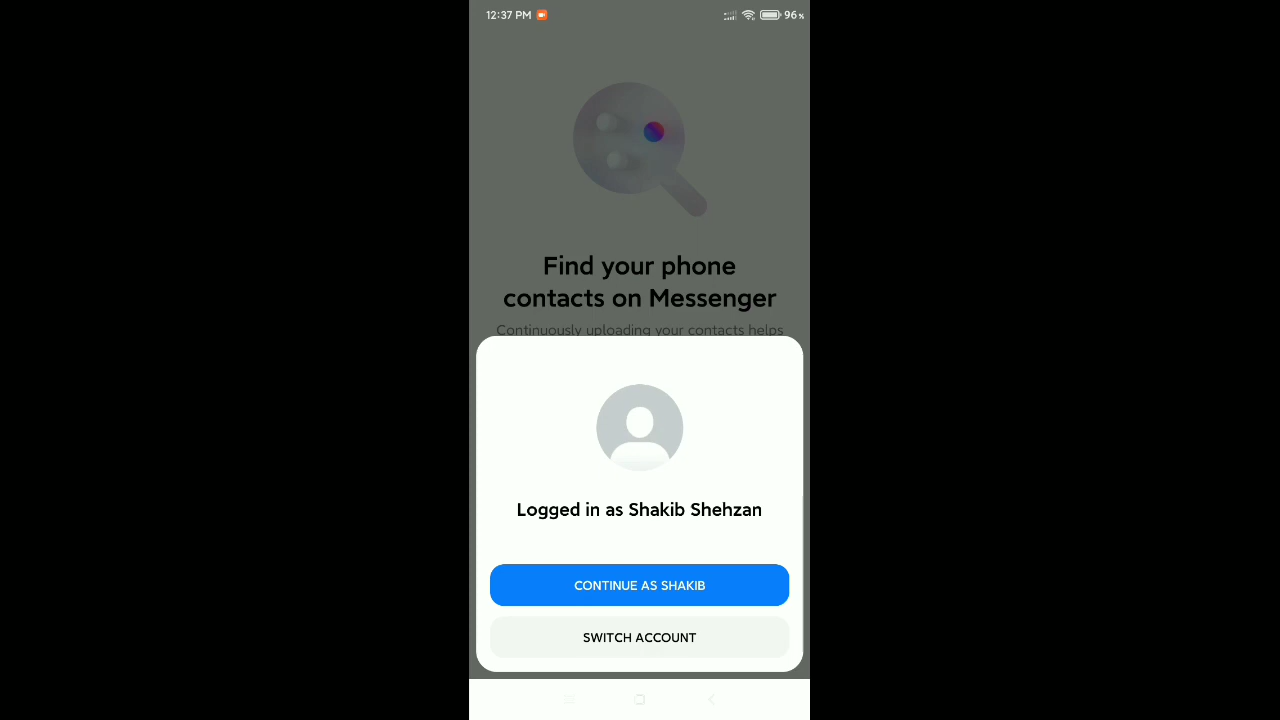 12:37 PM 96%
Find your phone
contacts on Messenger
Continuously uploading your contacts helps
Logged in as Shakib Shehzan
CONTINUE AS SHAKIB
SWITCH ACCOUNT